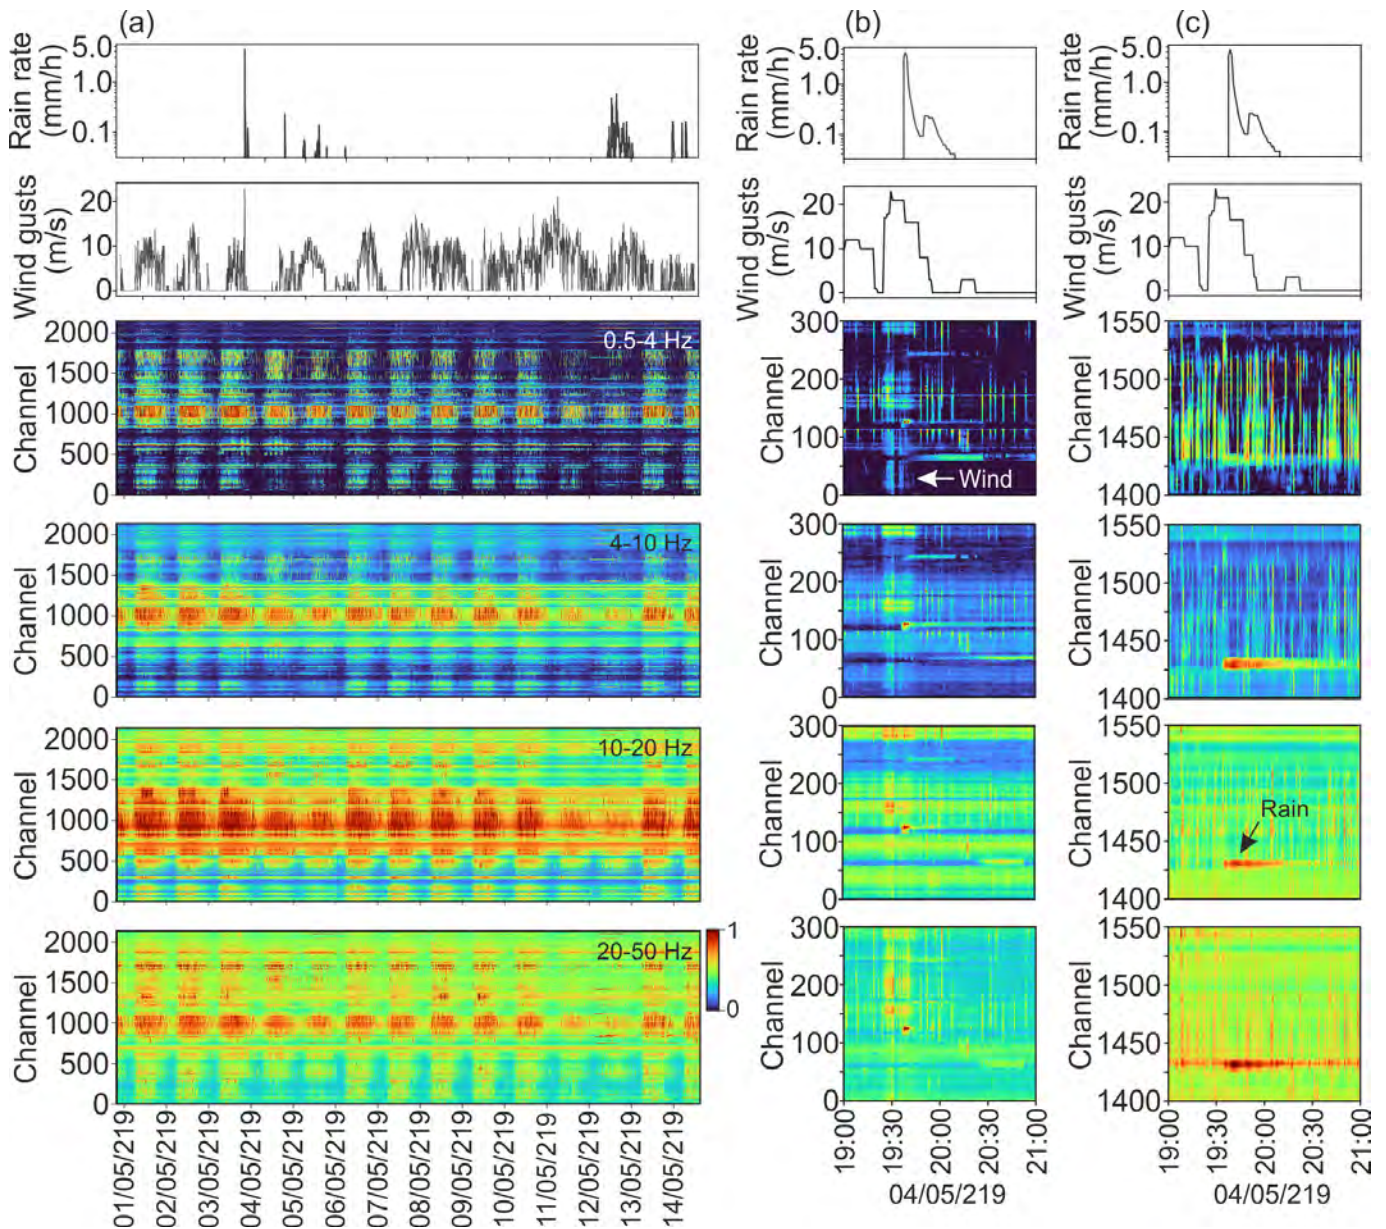 (a)
Rain rate
(mm/h)
5.0
1.0
0.1
Wind gusts
(m/s)
20
10
0
Channel
2000
1500
1000
500
0
0.5-4 Hz
Channel
2000
1500
1000
500
0
4-10 Hz
Channel
2000
1500
1000
500
0
10-20 Hz
Channel
2000
1500
1000
500
0
20-50 Hz
1
0
01/05/219
02/05/219
03/05/219
04/05/219
05/05/219
06/05/219
07/05/219
08/05/219
09/05/219
10/05/219
11/05/219
12/05/219
13/05/219
14/05/219
(b)
Rain rate
(mm/h)
5.0
1.0
0.1
Wind gusts
(m/s)
20
10
0
Channel
300
200
100
0
Wind
Channel
300
200
100
0
Channel
300
200
100
0
Channel
300
200
100
0
19:00
19:30
20:00
20:30
21:00
04/05/219
(c)
Rain rate
(mm/h)
5.0
1.0
0.1
Wind gusts
(m/s)
20
10
0
Channel
1550
1500
1450
1400
Channel
1550
1500
1450
1400
Channel
1550
1500
1450
1400
Rain
Channel
1550
1500
1450
1400
19:00
19:30
20:00
20:30
21:00
04/05/219